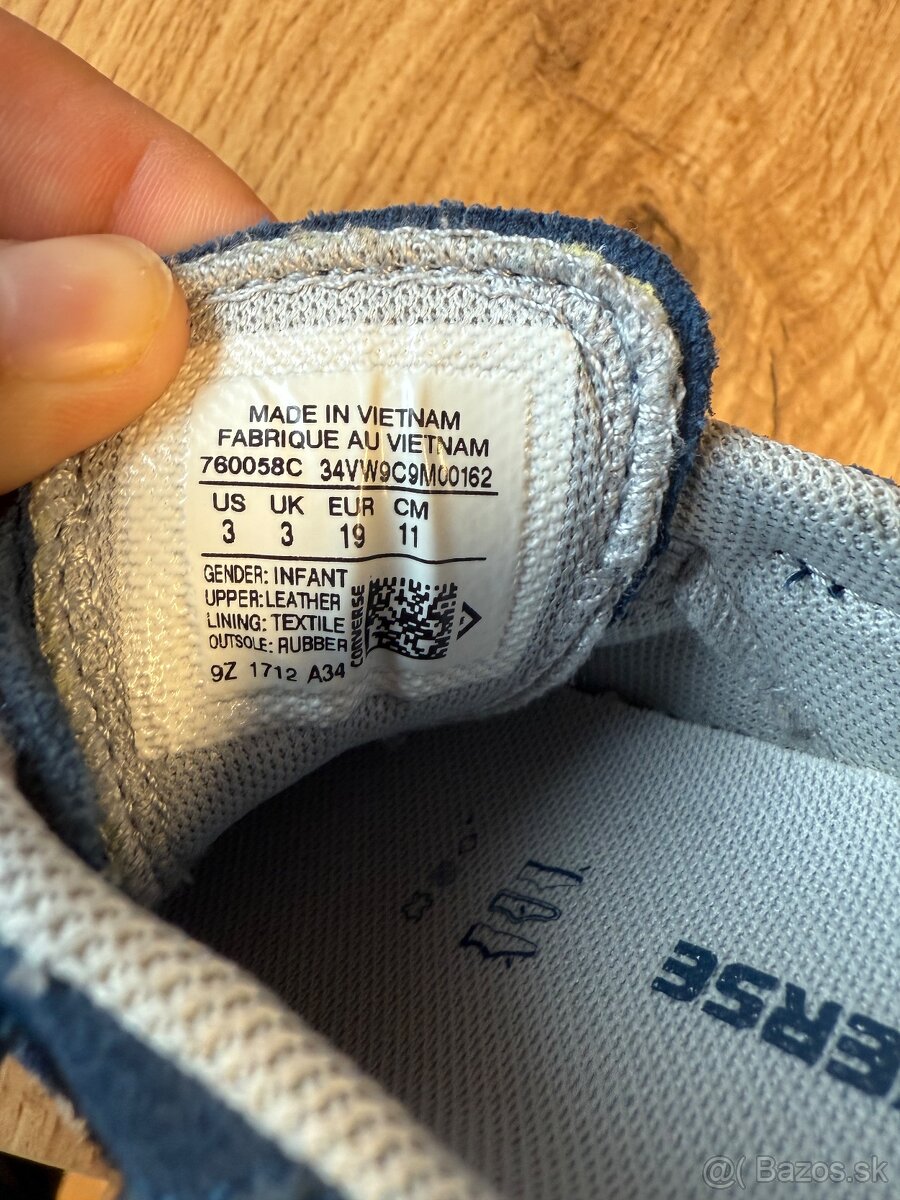 MADE IN VIETNAM
FABRIQUE AU VIETNAM
760058C 34VW9C9M00162
US UK EUR CM
3 3 19 11
GENDER: INFANT
UPPER:LEATHER
LINING: TEXTILE
OUTSOLE: RUBBER
CONVERSE
9Z 1712 A34
ERSE
@( Bazos.sk